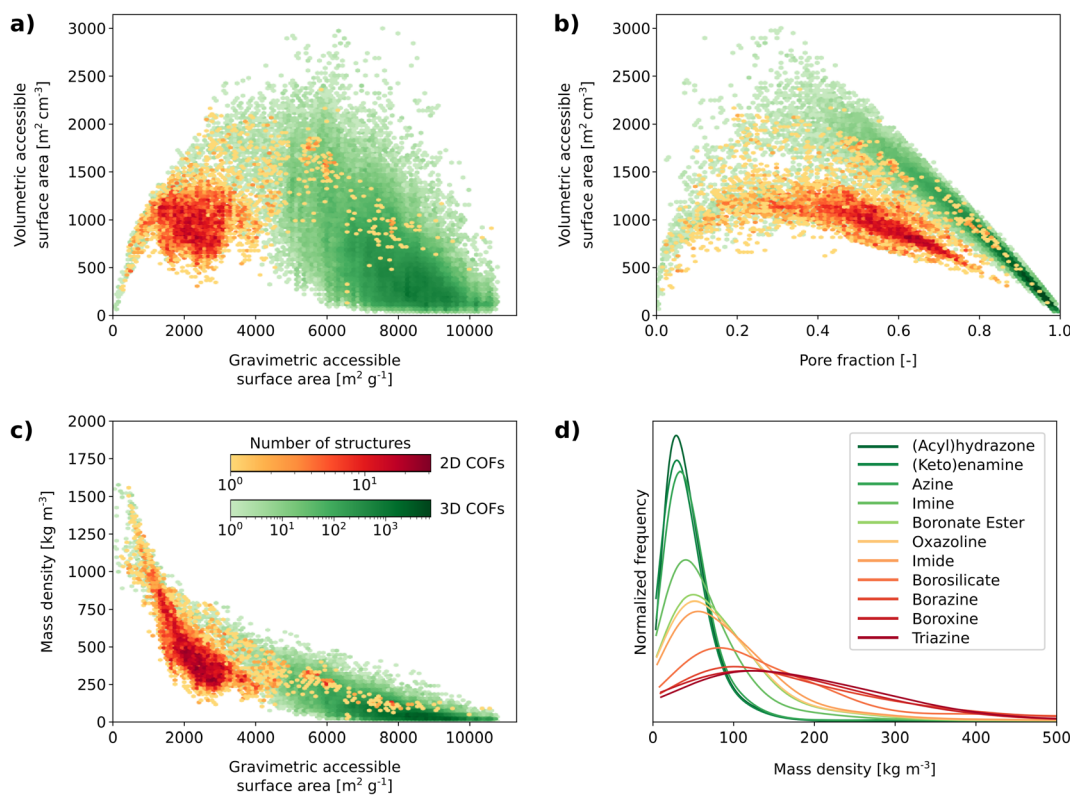 a)
3000
2500
2000
1500
1000
500
0
Volumetric accessible
surface area [m² cm⁻³]
0
2000
4000
6000
8000
10000
Gravimetric accessible
surface area [m² g⁻¹]
b)
3000
2500
2000
1500
1000
500
0
Volumetric accessible
surface area [m² cm⁻³]
0.0
0.2
0.4
0.6
0.8
1.0
Pore fraction [-]
c)
2000
1750
1500
1250
1000
750
500
250
0
Mass density [kg m⁻³]
Number of structures
2D COFs
10⁰
10¹
3D COFs
10⁰
10¹
10²
10³
0
2000
4000
6000
8000
10000
Gravimetric accessible
surface area [m² g⁻¹]
d)
Normalized frequency
(Acyl)hydrazone
(Keto)enamine
Azine
Imine
Boronate Ester
Oxazoline
Imide
Borosilicate
Borazine
Boroxine
Triazine
0
100
200
300
400
500
Mass density [kg m⁻³]